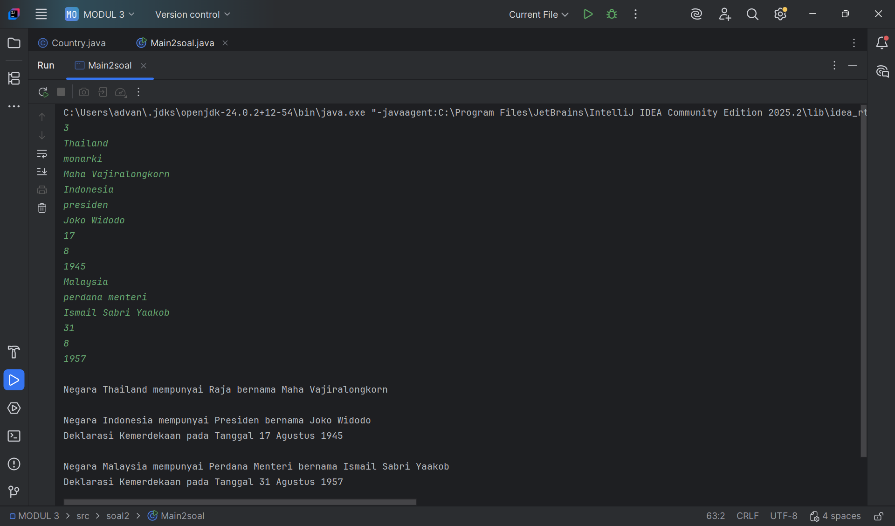 MO MODUL 3 Version control Current File
Country.java Main2soal.java
Run Main2soal
C:\Users\advan\.jdks\openjdk-24.0.2+12-54\bin\java.exe "-javaagent:C:\Program Files\JetBrains\IntelliJ IDEA Community Edition 2025.2\lib\idea_rt
3
Thailand
monarki
Maha Vajiralongkorn
Indonesia
presiden
Joko Widodo
17
8
1945
Malaysia
perdana menteri
Ismail Sabri Yaakob
31
8
1957
Negara Thailand mempunyai Raja bernama Maha Vajiralongkorn
Negara Indonesia mempunyai Presiden bernama Joko Widodo
Deklarasi Kemerdekaan pada Tanggal 17 Agustus 1945
Negara Malaysia mempunyai Perdana Menteri bernama Ismail Sabri Yaakob
Deklarasi Kemerdekaan pada Tanggal 31 Agustus 1957
MODUL 3 > src > soal2 > Main2soal 63:2 CRLF UTF-8 4 spaces